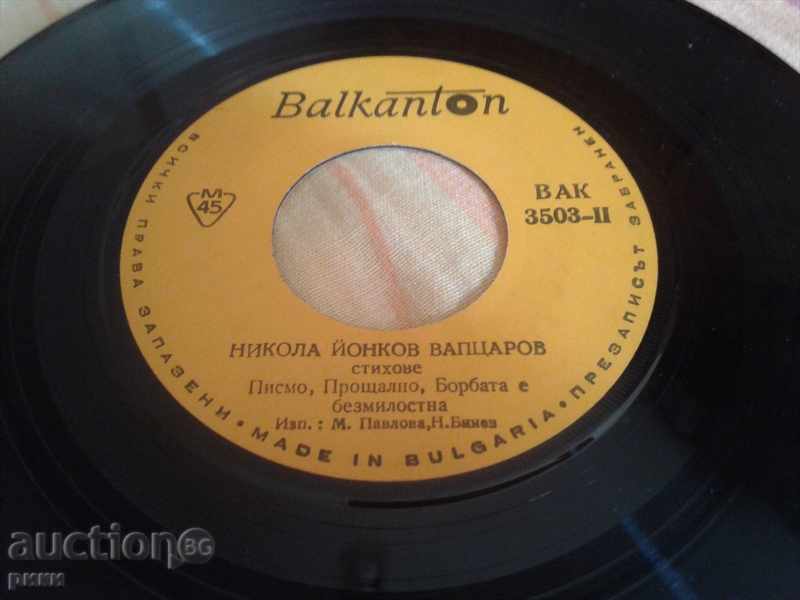 Balkanton
M
45
ВАК
3503-II
НИКОЛА ЙОНКОВ ВАПЦАРОВ
стихове
Писмо, Прощално, Борбата е
безмилостна
Изп.: М. Павлова, Н. Бинев
ВСИЧКИ ПРАВА ЗАПАЗЕНИ • MADE IN BULGARIA • ПРЕЗАПИСЪТ ЗАБРАНЕН
auction BG
рики